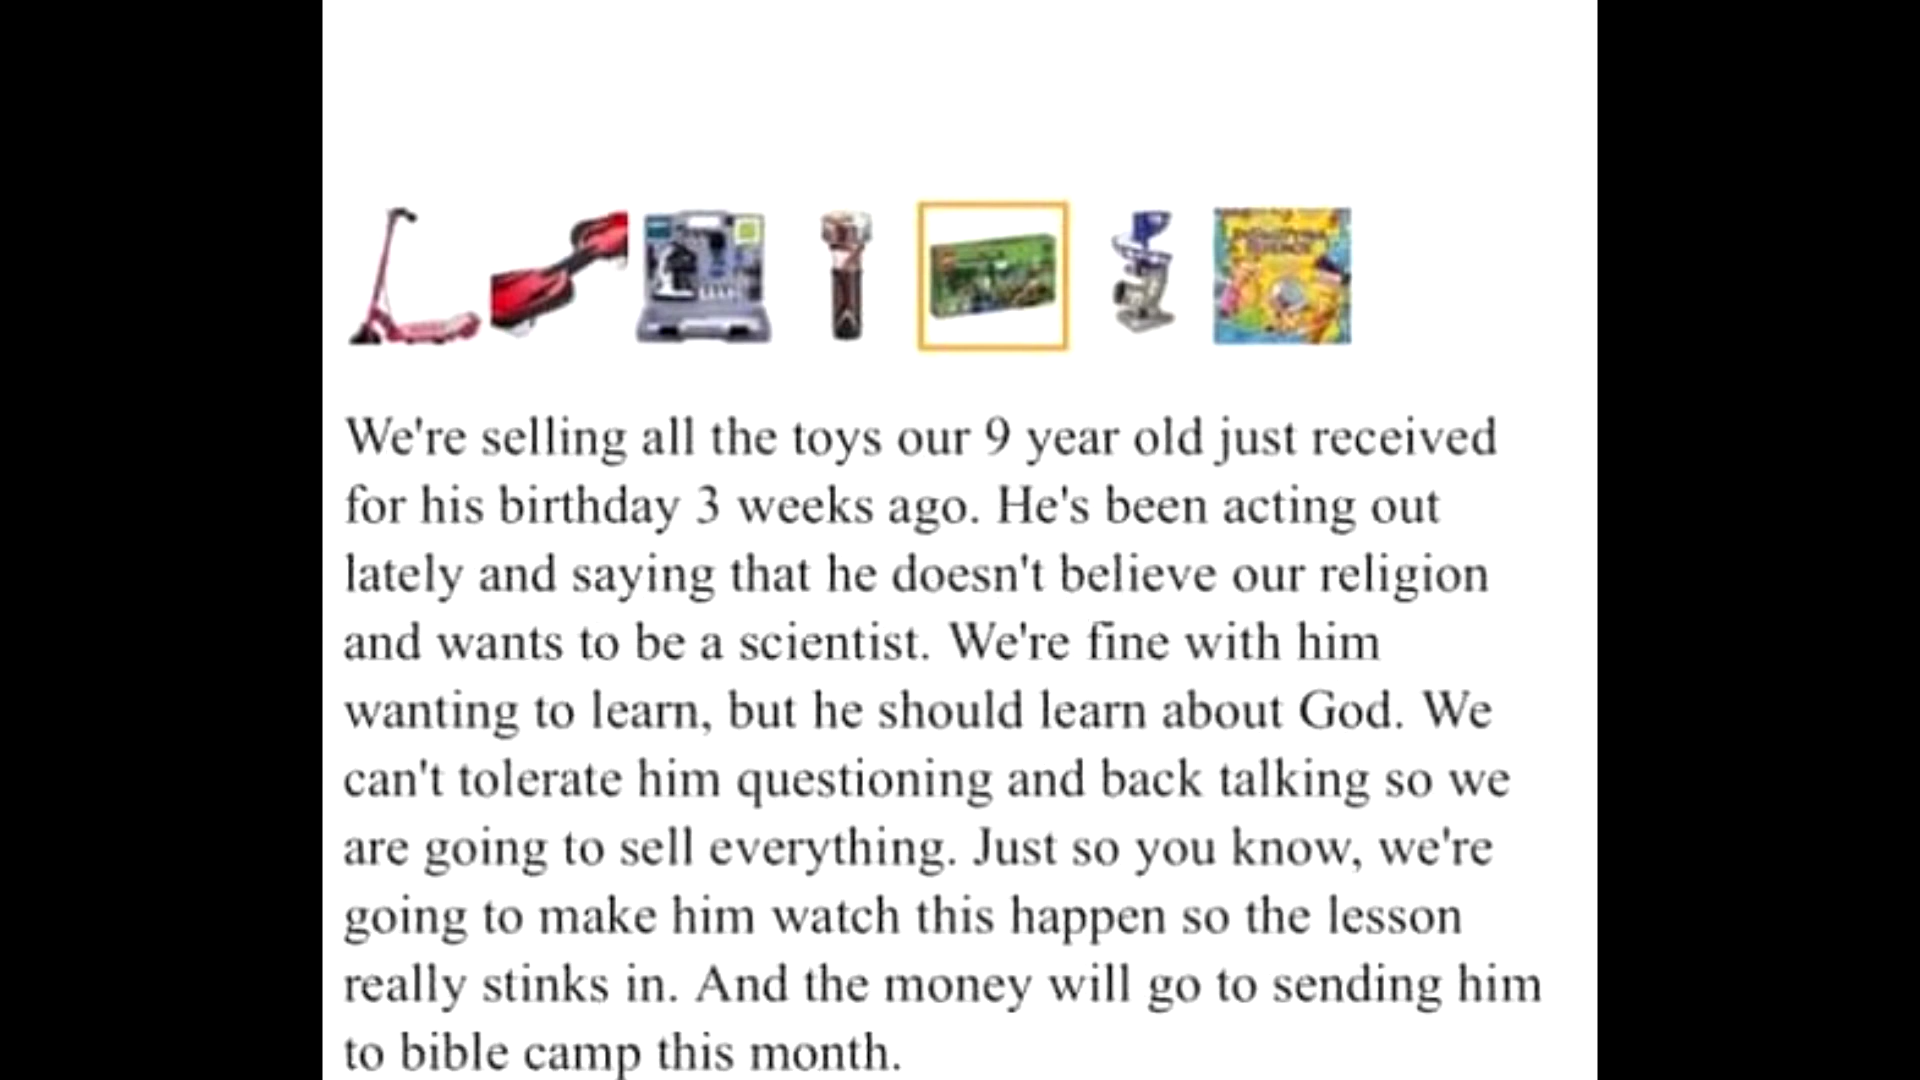 We're selling all the toys our 9 year old just received
for his birthday 3 weeks ago. He's been acting out
lately and saying that he doesn't believe our religion
and wants to be a scientist. We're fine with him
wanting to learn, but he should learn about God. We
can't tolerate him questioning and back talking so we
are going to sell everything. Just so you know, we're
going to make him watch this happen so the lesson
really stinks in. And the money will go to sending him
to bible camp this month.